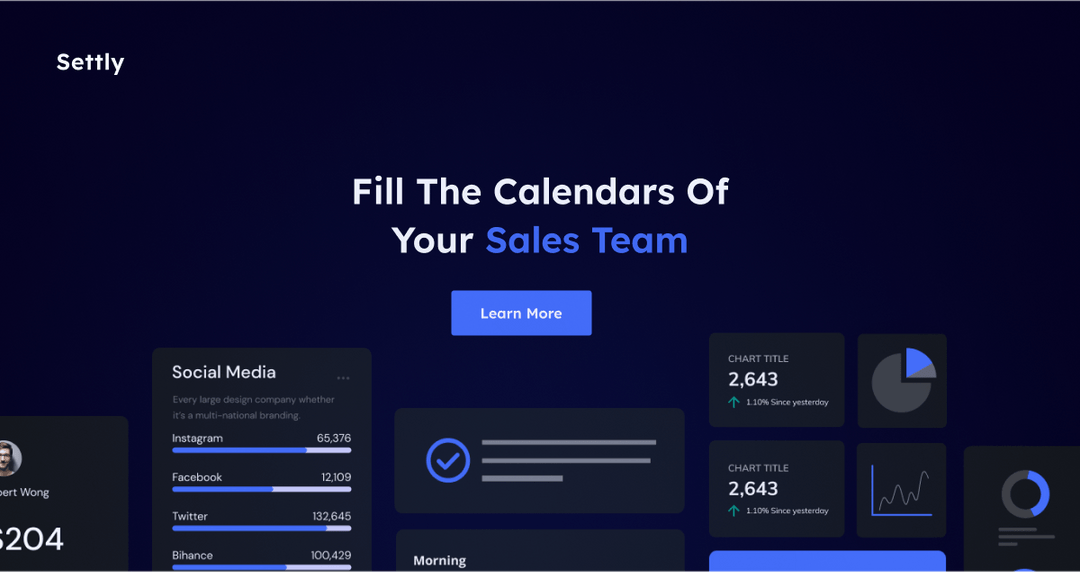 Settly
Fill The Calendars Of
Your Sales Team
Learn More
Social Media
...
Every large design company whether
it's a multi-national branding.
Instagram 65,376
Facebook 12,109
Twitter 132,645
Bihance 100,429
Wong
$204
Morning
CHART TITLE
2,643
1.10% Since yesterday
CHART TITLE
2,643
1.10% Since yesterday